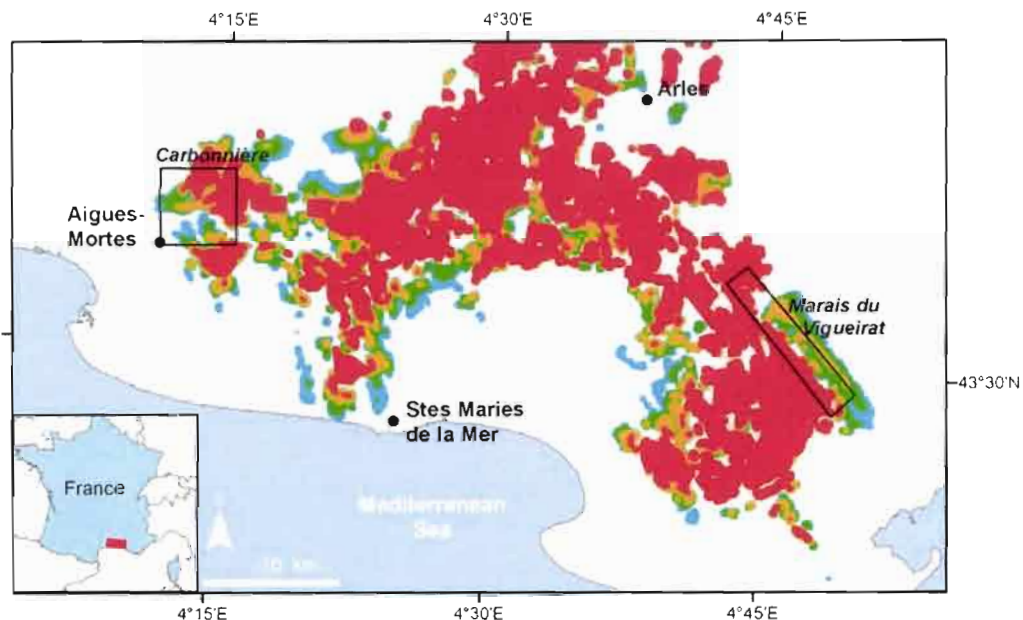 4°15'E
4°30'E
4°45'E
Arles
Carbonnière
Aigues-
Mortes
Marais du
Vigueirat
43°30'N
Stes Maries
de la Mer
France
Mediterranean
Sea
10 km
4°15'E
4°30'E
4°45'E